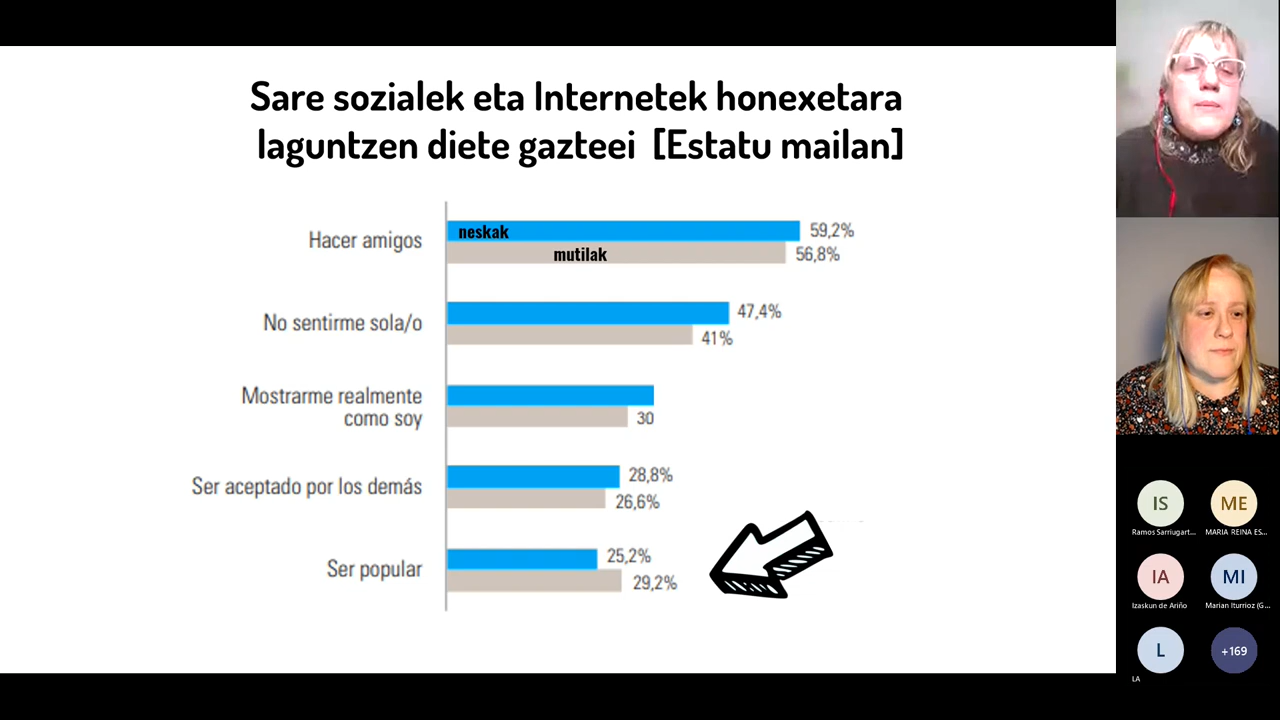 Sare sozialek eta Internetek honexetara
laguntzen diete gazteei [Estatu mailan]
Hacer amigos
neskak
59,2%
mutilak
56,8%
No sentirme sola/o
47,4%
41%
Mostrarme realmente
como soy
30
Ser aceptado por los demás
28,8%
26,6%
Ser popular
25,2%
29,2%
IS
ME
Ramos Sarriugart...
MARIA REINA ES...
IA
MI
Izaskun de Ariño
Marian Iturrioz (G...
L
+169
LA